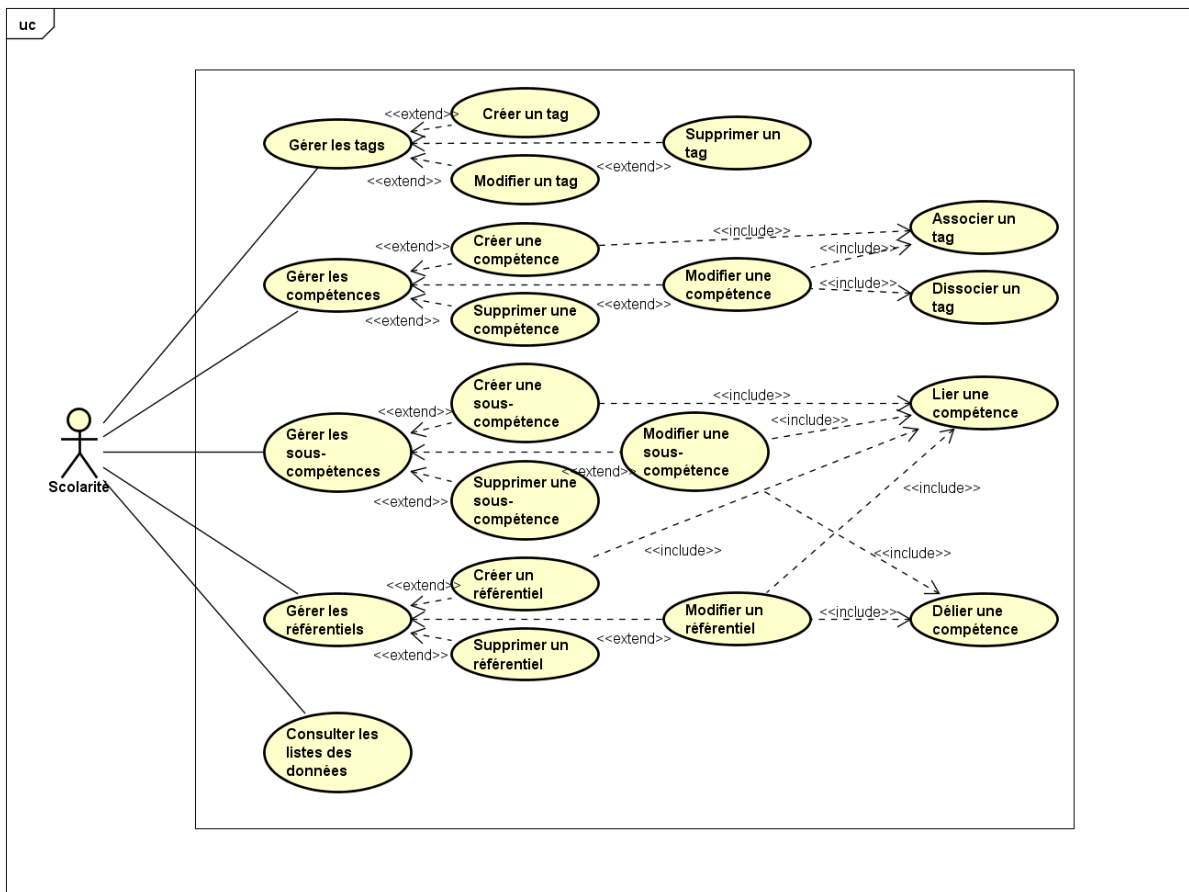 uc
<<extend>>
Créer un tag
Gérer les tags
Supprimer un
tag
<<extend>>
Modifier un tag
<<extend>>
Associer un
tag
Créer une
compétence
<<include>>
<<extend>>
<<include>>
Gérer les
compétences
Modifier une
compétence
<<include>>
Dissocier un
tag
Supprimer une
compétence
<<extend>>
<<extend>>
Créer une
sous-
compétence
<<include>>
Lier une
compétence
<<extend>>
<<include>>
Gérer les
sous-
compétences
Modifier une
sous-
compétence
<<extend>>
Scolarité
Supprimer une
sous-
compétence
<<extend>>
<<include>>
<<include>>
<<include>>
Créer un
référentiel
<<extend>>
Gérer les
référentiels
Modifier un
référentiel
<<include>>
Délier une
compétence
Supprimer un
référentiel
<<extend>>
<<extend>>
Consulter les
listes des
données